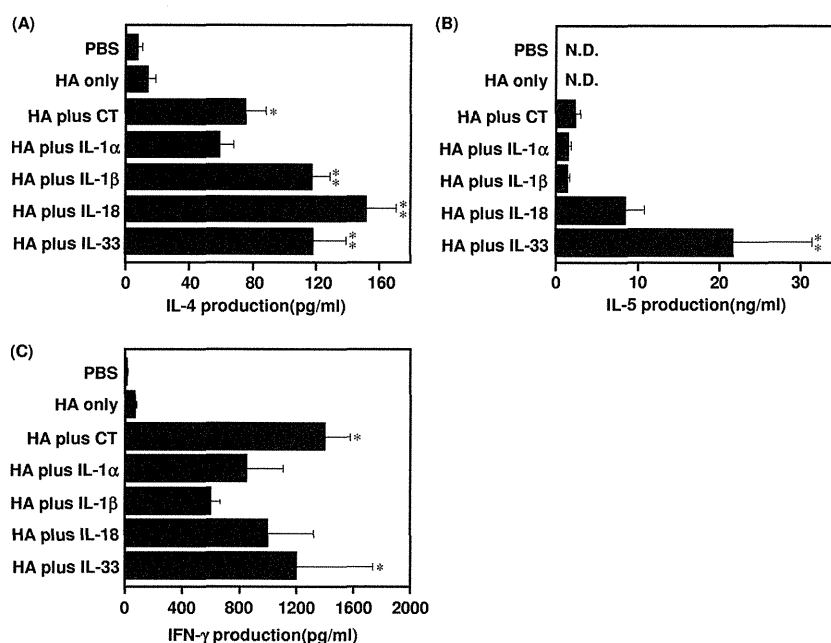 (A)
PBS
HA only
HA plus CT *
HA plus IL-1α
HA plus IL-1β **
HA plus IL-18 **
HA plus IL-33 **
0 40 80 120 160
IL-4 production(pg/ml)
(B)
PBS N.D.
HA only N.D.
HA plus CT
HA plus IL-1α
HA plus IL-1β
HA plus IL-18
HA plus IL-33 **
0 10 20 30
IL-5 production(ng/ml)
(C)
PBS
HA only
HA plus CT *
HA plus IL-1α
HA plus IL-1β
HA plus IL-18
HA plus IL-33 *
0 400 800 1200 1600 2000
IFN-γ production(pg/ml)